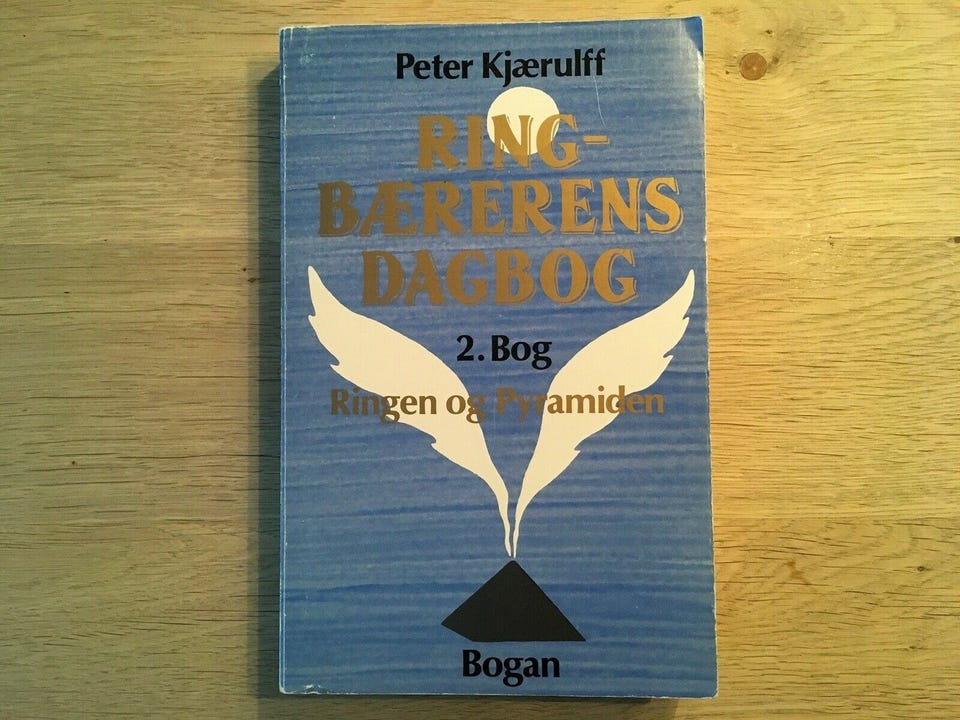 Peter Kjærulff
RING-
BÆRERENS
DAGBOG
2. Bog
Ringen og Pyramiden
Bogan